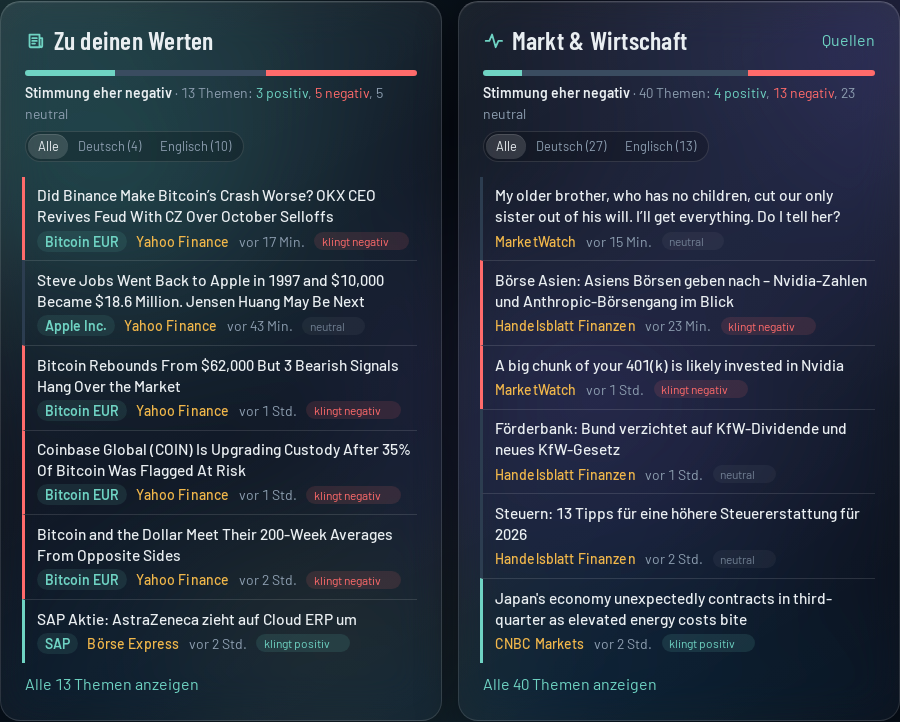 Zu deinen Werten
Stimmung eher negativ · 13 Themen: 3 positiv, 5 negativ, 5
neutral
Alle Deutsch (4) Englisch (10)
Did Binance Make Bitcoin’s Crash Worse? OKX CEO
Revives Feud With CZ Over October Selloffs
Bitcoin EUR Yahoo Finance vor 17 Min. klingt negativ
Steve Jobs Went Back to Apple in 1997 and $10,000
Became $18.6 Million. Jensen Huang May Be Next
Apple Inc. Yahoo Finance vor 43 Min. neutral
Bitcoin Rebounds From $62,000 But 3 Bearish Signals
Hang Over the Market
Bitcoin EUR Yahoo Finance vor 1 Std. klingt negativ
Coinbase Global (COIN) Is Upgrading Custody After 35%
Of Bitcoin Was Flagged At Risk
Bitcoin EUR Yahoo Finance vor 1 Std. klingt negativ
Bitcoin and the Dollar Meet Their 200-Week Averages
From Opposite Sides
Bitcoin EUR Yahoo Finance vor 2 Std. klingt negativ
SAP Aktie: AstraZeneca zieht auf Cloud ERP um
SAP Börse Express vor 2 Std. klingt positiv
Alle 13 Themen anzeigen
Markt & Wirtschaft Quellen
Stimmung eher negativ · 40 Themen: 4 positiv, 13 negativ, 23
neutral
Alle Deutsch (27) Englisch (13)
My older brother, who has no children, cut our only
sister out of his will. I’ll get everything. Do I tell her?
MarketWatch vor 15 Min. neutral
Börse Asien: Asiens Börsen geben nach – Nvidia-Zahlen
und Anthropic-Börsengang im Blick
Handelsblatt Finanzen vor 23 Min. klingt negativ
A big chunk of your 401(k) is likely invested in Nvidia
MarketWatch vor 1 Std. klingt negativ
Förderbank: Bund verzichtet auf KfW-Dividende und
neues KfW-Gesetz
Handelsblatt Finanzen vor 1 Std. neutral
Steuern: 13 Tipps für eine höhere Steuererstattung für
2026
Handelsblatt Finanzen vor 2 Std. neutral
Japan's economy unexpectedly contracts in third-
quarter as elevated energy costs bite
CNBC Markets vor 2 Std. klingt positiv
Alle 40 Themen anzeigen